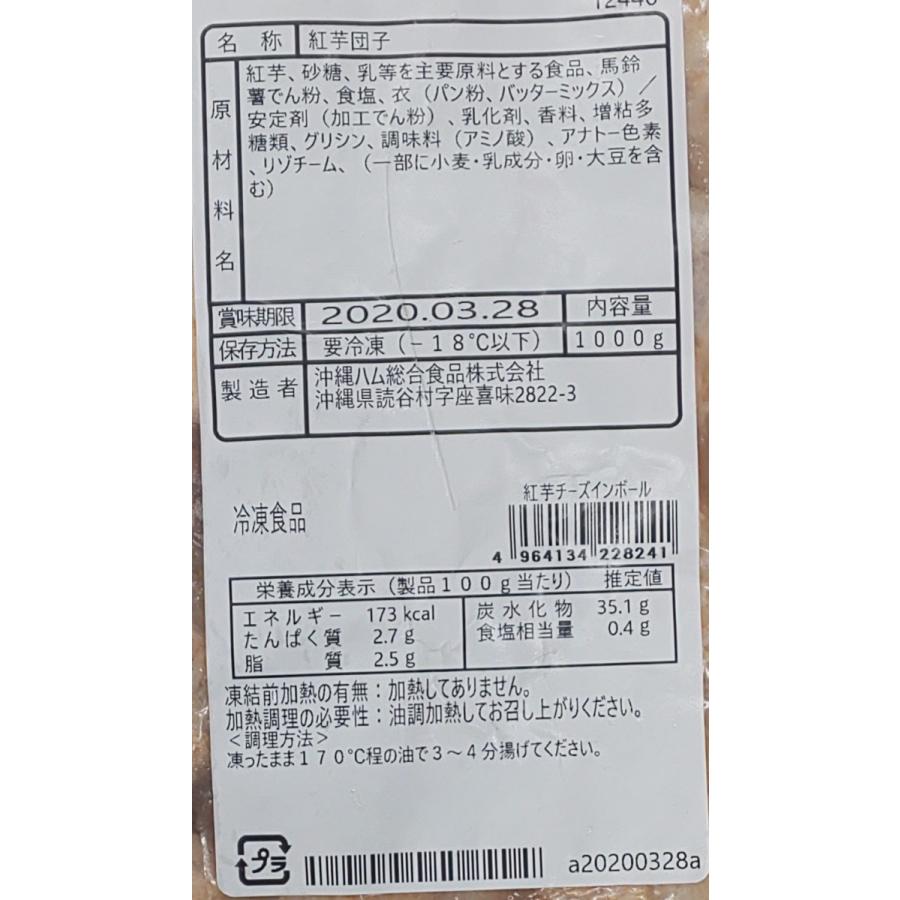 名称 紅芋団子
原材料名
紅芋、砂糖、乳等を主要原料とする食品、馬鈴
薯でん粉、食塩、衣（パン粉、バッターミックス）／
安定剤（加工でん粉）、乳化剤、香料、増粘多
糖類、グリシン、調味料（アミノ酸）、アナトー色素
、リゾチーム、（一部に小麦・乳成分・卵・大豆を含
む）
賞味期限 2020.03.28 内容量
保存方法 要冷凍（－18℃以下） 1000g
製造者 沖縄ハム総合食品株式会社
沖縄県読谷村字座喜味2822-3
紅芋チーズインボール
冷凍食品
4 964134 228241
栄養成分表示（製品100g当たり） 推定値
エネルギー 173 kcal 炭水化物 35.1 g
たんぱく質 2.7 g 食塩相当量 0.4 g
脂質 2.5 g
凍結前加熱の有無：加熱してありません。
加熱調理の必要性：油調加熱してお召し上がりください。
＜調理方法＞
凍ったまま170℃程の油で3～4分揚げてください。
プラ
a20200328a